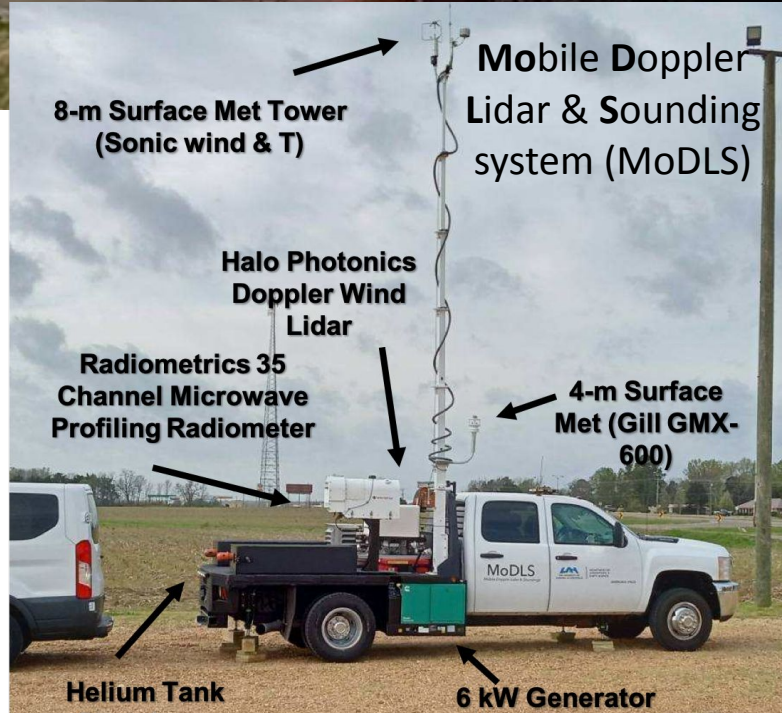 Mobile Doppler
Lidar & Sounding
system (MoDLS)
8-m Surface Met Tower
(Sonic wind & T)
Halo Photonics
Doppler Wind
Lidar
Radiometrics 35
Channel Microwave
Profiling Radiometer
4-m Surface
Met (Gill GMX-
600)
MoDLS
Helium Tank
6 kW Generator